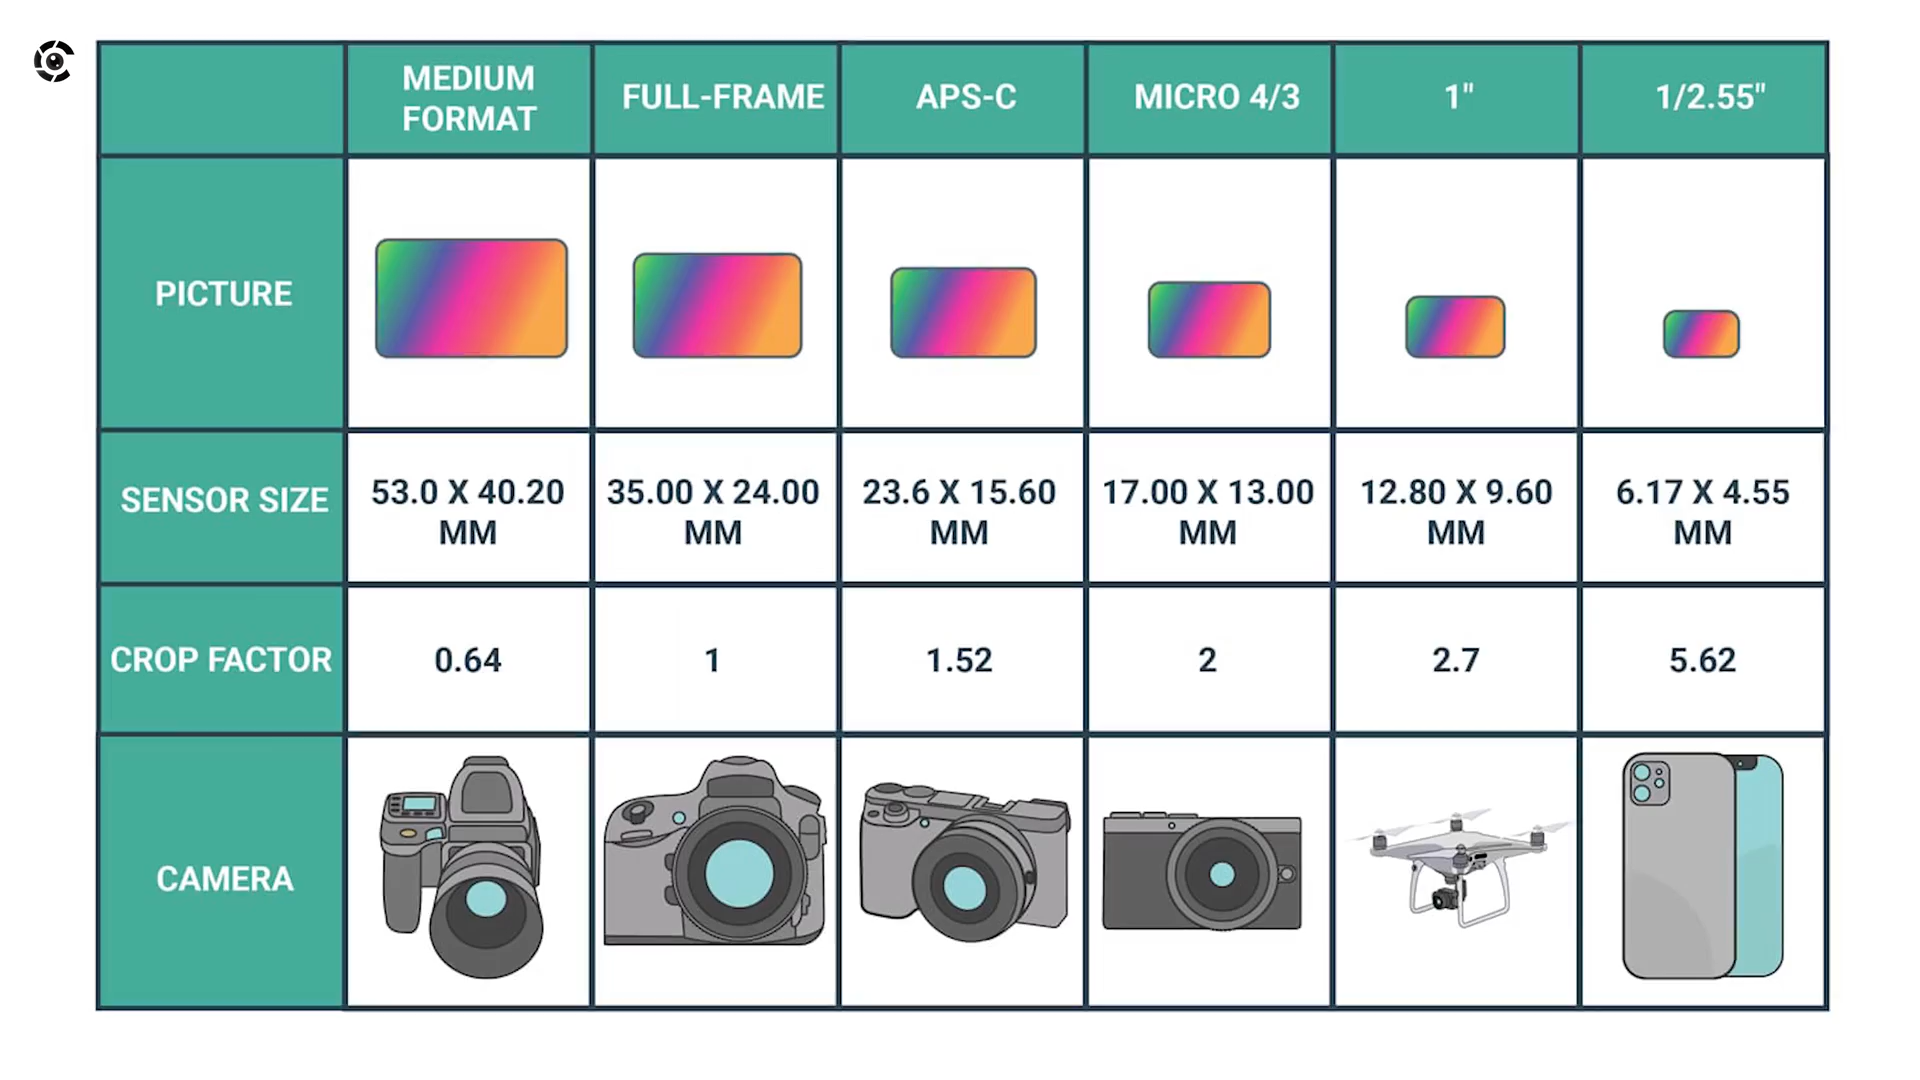 MEDIUM
FORMAT
FULL-FRAME
APS-C
MICRO 4/3
1"
1/2.55"
PICTURE
SENSOR SIZE
53.0 X 40.20
MM
35.00 X 24.00
MM
23.6 X 15.60
MM
17.00 X 13.00
MM
12.80 X 9.60
MM
6.17 X 4.55
MM
CROP FACTOR
0.64
1
1.52
2
2.7
5.62
CAMERA